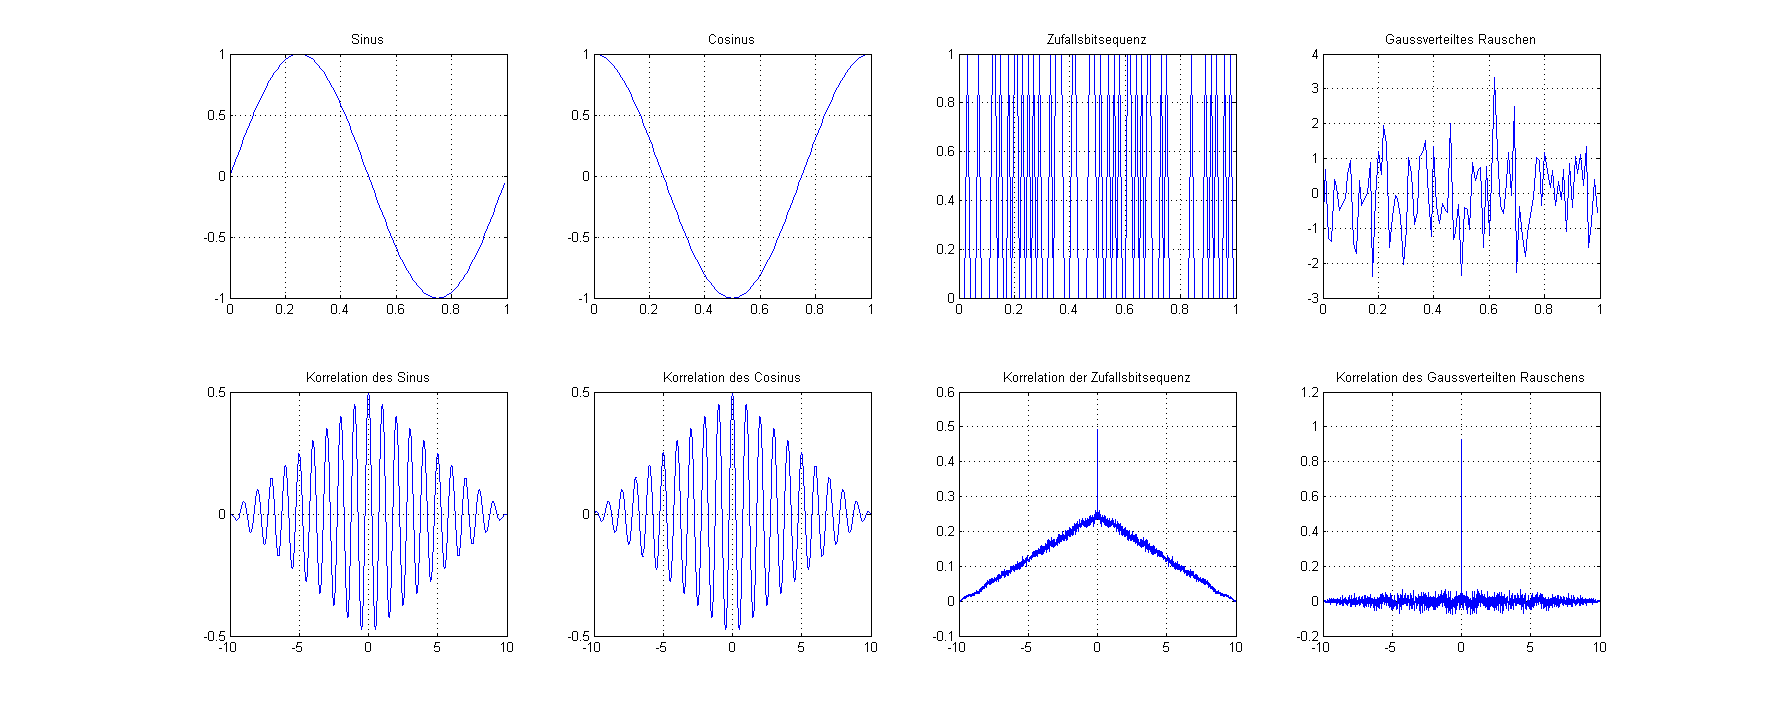 Sinus
1
0.5
0
-0.5
-1
0 0.2 0.4 0.6 0.8 1
Cosinus
1
0.5
0
-0.5
-1
0 0.2 0.4 0.6 0.8 1
Zufallsbitsequenz
1
0.8
0.6
0.4
0.2
0
0 0.2 0.4 0.6 0.8 1
Gaussverteiltes Rauschen
4
3
2
1
0
-1
-2
-3
0 0.2 0.4 0.6 0.8 1
Korrelation des Sinus
0.5
0
-0.5
-10 -5 0 5 10
Korrelation des Cosinus
0.5
0
-0.5
-10 -5 0 5 10
Korrelation der Zufallsbitsequenz
0.6
0.5
0.4
0.3
0.2
0.1
0
-0.1
-10 -5 0 5 10
Korrelation des Gaussverteilten Rauschens
1.2
1
0.8
0.6
0.4
0.2
0
-0.2
-10 -5 0 5 10